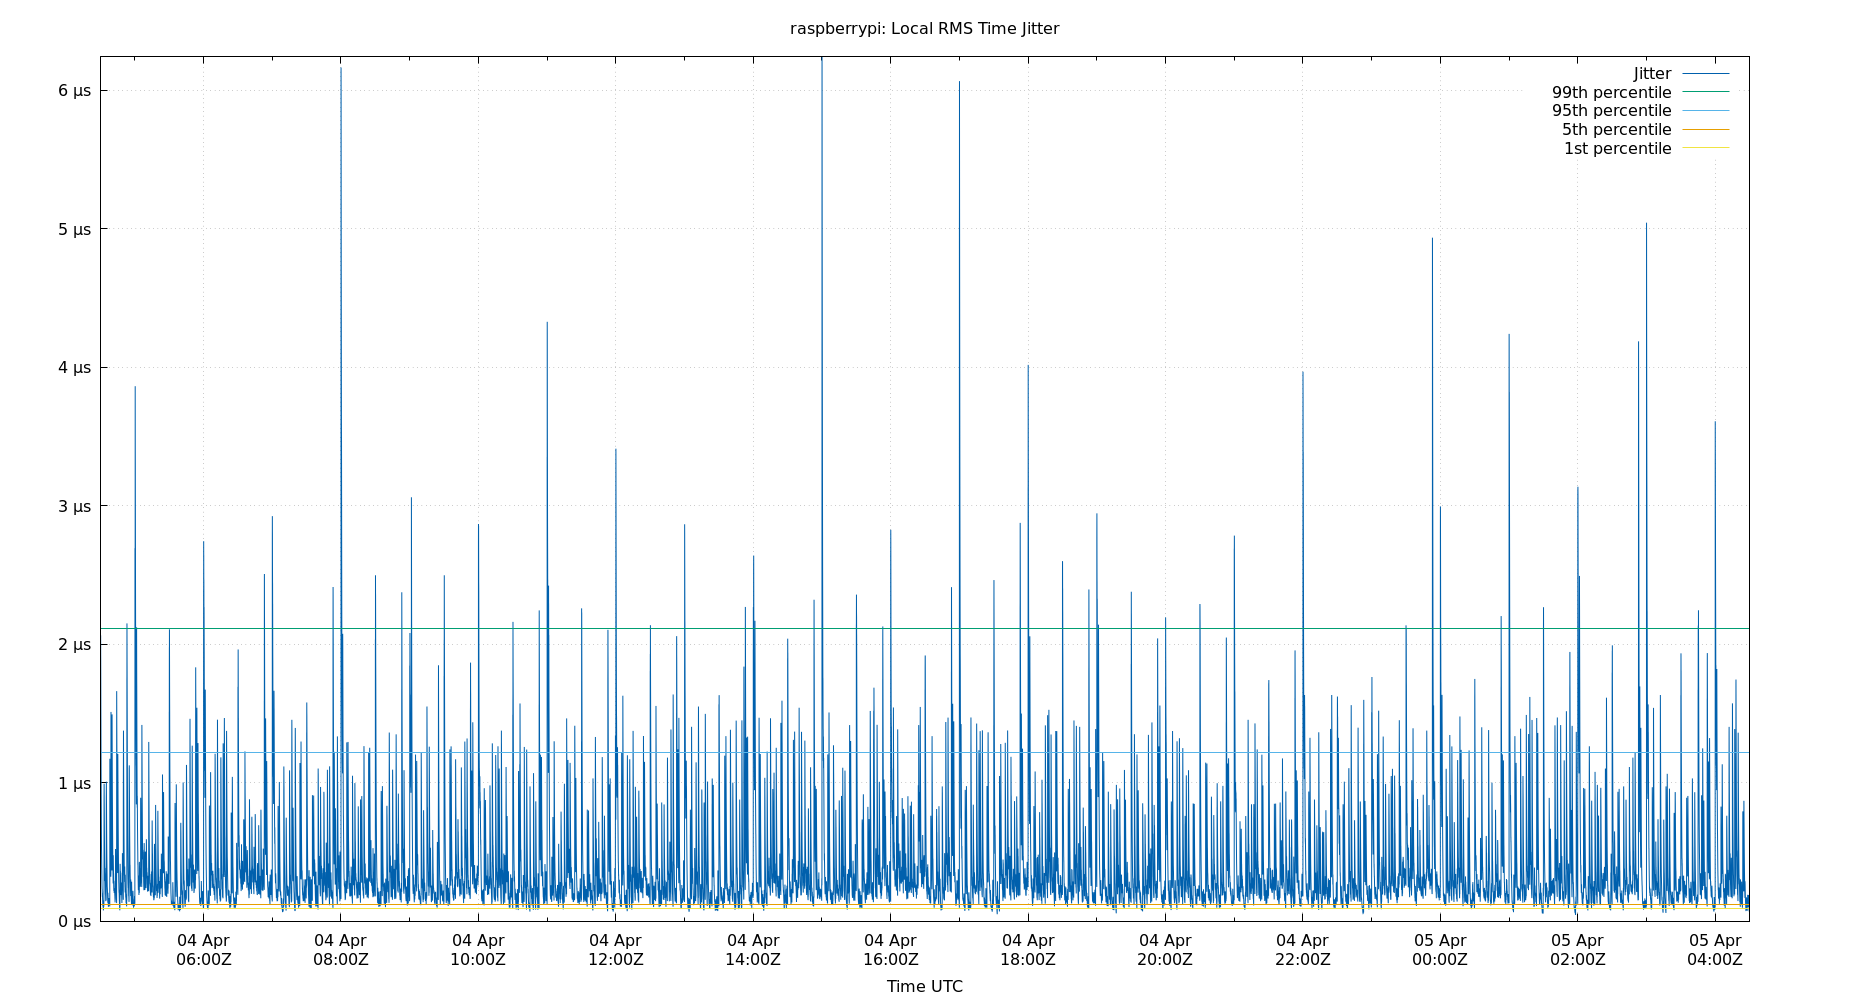 raspberrypi: Local RMS Time Jitter
Jitter
99th percentile
95th percentile
5th percentile
1st percentile
6 μs
5 μs
4 μs
3 μs
2 μs
1 μs
0 μs
04 Apr 04 Apr 04 Apr 04 Apr 04 Apr 04 Apr 04 Apr 04 Apr 04 Apr 05 Apr 05 Apr 05 Apr
06:00Z 08:00Z 10:00Z 12:00Z 14:00Z 16:00Z 18:00Z 20:00Z 22:00Z 00:00Z 02:00Z 04:00Z
Time UTC